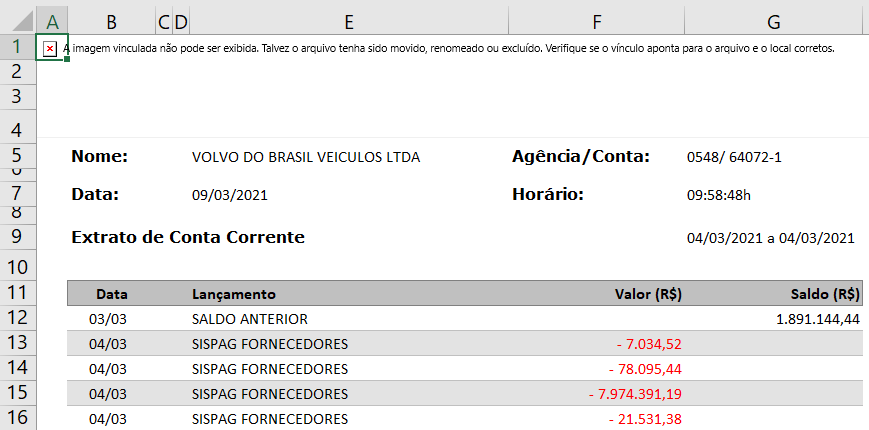 A B C D E F G
1 A imagem vinculada não pode ser exibida. Talvez o arquivo tenha sido movido, renomeado ou excluído. Verifique se o vínculo aponta para o arquivo e o local corretos.
2
3
4
5 Nome: VOLVO DO BRASIL VEICULOS LTDA Agência/Conta: 0548/ 64072-1
6
7 Data: 09/03/2021 Horário: 09:58:48h
8
9 Extrato de Conta Corrente 04/03/2021 a 04/03/2021
10
11 Data Lançamento Valor (R$) Saldo (R$)
12 03/03 SALDO ANTERIOR 1.891.144,44
13 04/03 SISPAG FORNECEDORES - 7.034,52
14 04/03 SISPAG FORNECEDORES - 78.095,44
15 04/03 SISPAG FORNECEDORES - 7.974.391,19
16 04/03 SISPAG FORNECEDORES - 21.531,38